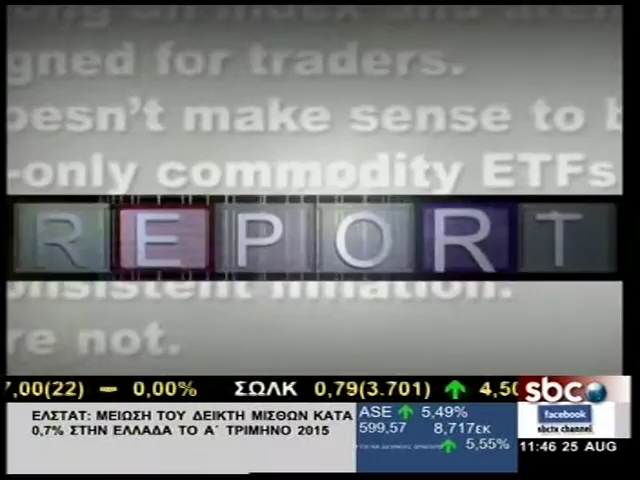 gned for traders.
oesn't make sense to b
-only commodity ETFs
REPORT
re not.
7,00(22) – 0,00% ΣΩΛΚ 0,79(3.701) 4,50
sbc
facebook
sbctv channel
11:46 25 AUG
ΕΛΣΤΑΤ: ΜΕΙΩΣΗ ΤΟΥ ΔΕΙΚΤΗ ΜΙΣΘΩΝ ΚΑΤΑ
0,7% ΣΤΗΝ ΕΛΛΑΔΑ ΤΟ Α΄ ΤΡΙΜΗΝΟ 2015
ASE 5,49%
599,57 8,717εκ
5,55%